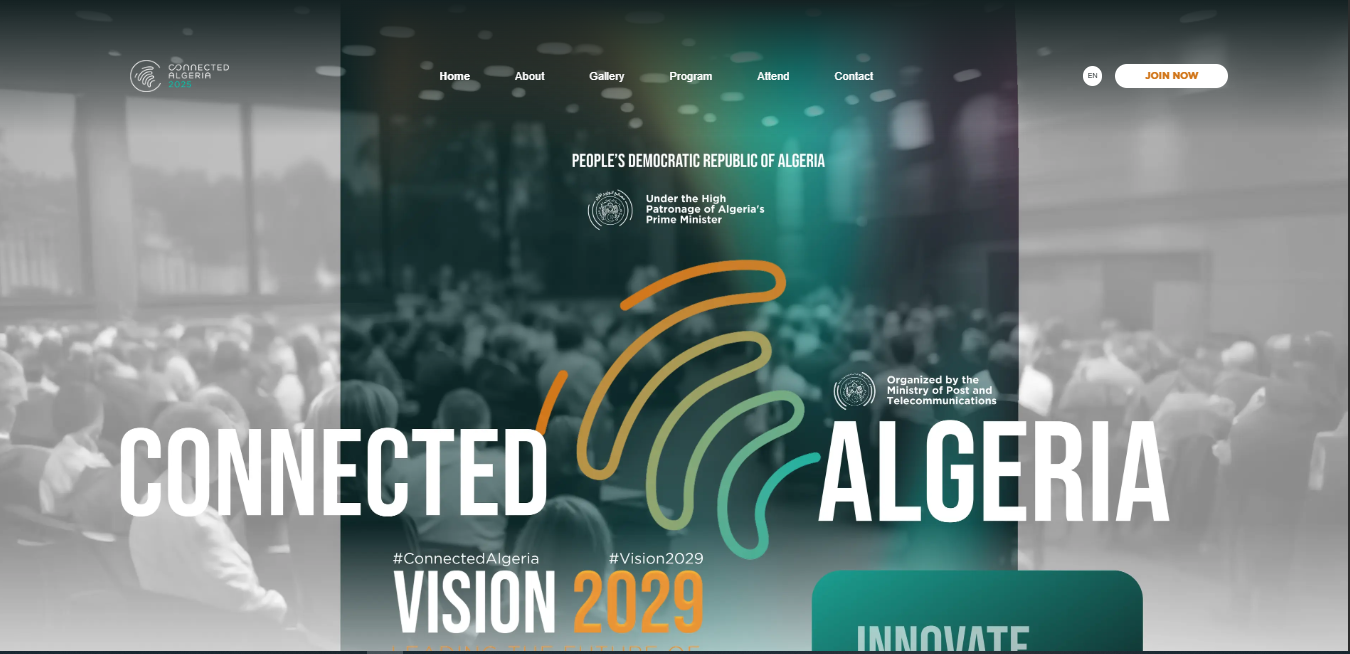 CONNECTED
ALGERIA
2025
Home
About
Gallery
Program
Attend
Contact
EN
JOIN NOW
PEOPLE'S DEMOCRATIC REPUBLIC OF ALGERIA
Under the High
Patronage of Algeria's
Prime Minister
Organized by the
Ministry of Post and
Telecommunications
CONNECTED
ALGERIA
#ConnectedAlgeria
#Vision2029
VISION 2029
INNOVATE